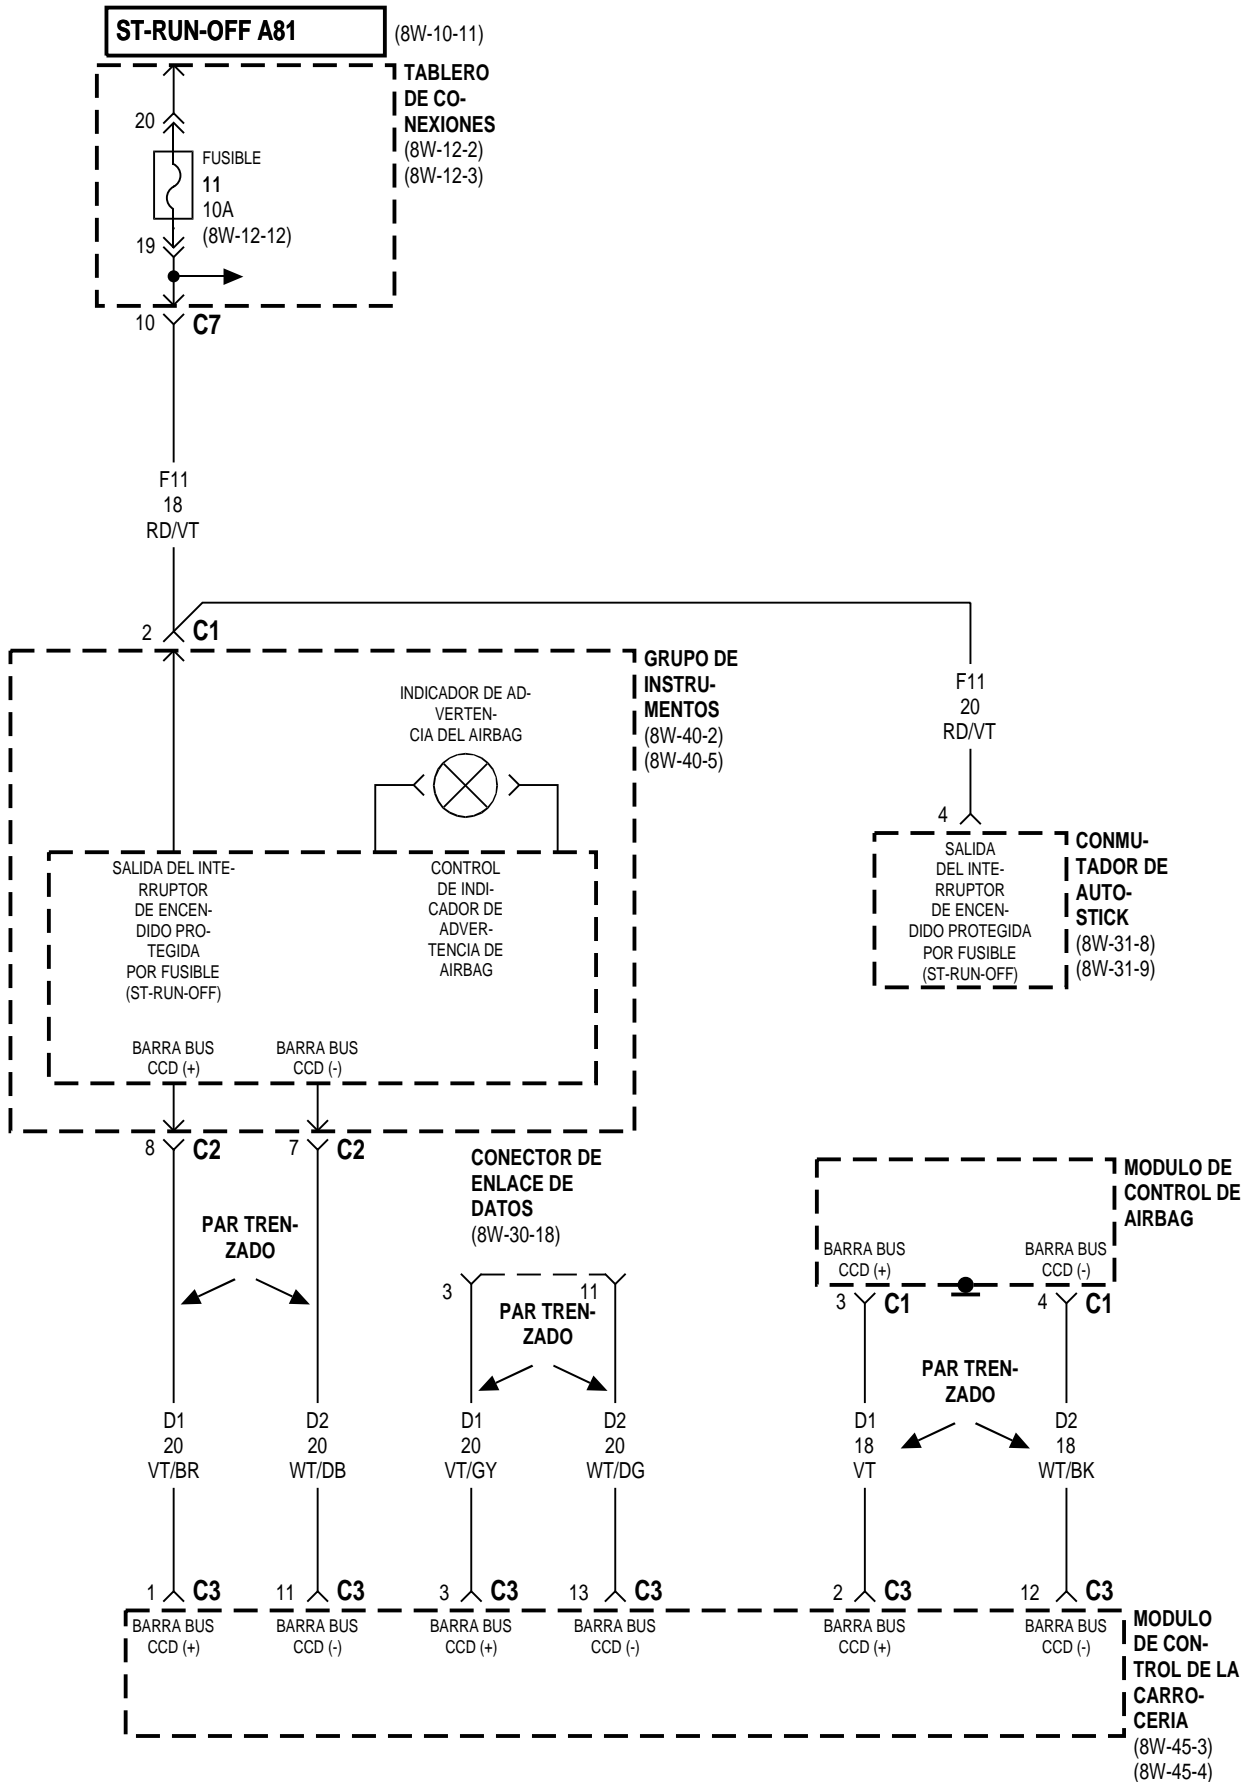 ST-RUN-OFF A81
(8W-10-11)
TABLERO
DE CO-
NEXIONES
(8W-12-2)
(8W-12-3)
20
FUSIBLE
11
10A
(8W-12-12)
19
10
C7
F11
18
RD/VT
2
C1
GRUPO DE
INSTRU-
MENTOS
(8W-40-2)
(8W-40-5)
INDICADOR DE AD-
VERTEN-
CIA DEL AIRBAG
F11
20
RD/VT
4
CONMU-
TADOR DE
AUTO-
STICK
(8W-31-8)
(8W-31-9)
SALIDA
DEL INTE-
RRUPTOR
DE ENCEN-
DIDO PROTEGIDA
POR FUSIBLE
(ST-RUN-OFF)
SALIDA DEL INTE-
RRUPTOR
DE ENCEN-
DIDO PRO-
TEGIDA
POR FUSIBLE
(ST-RUN-OFF)
CONTROL
DE INDI-
CADOR DE
ADVER-
TENCIA DE
AIRBAG
BARRA BUS
CCD (+)
BARRA BUS
CCD (-)
8
C2
7
C2
CONECTOR DE
ENLACE DE
DATOS
(8W-30-18)
MODULO DE
CONTROL DE
AIRBAG
PAR TREN-
ZADO
BARRA BUS
CCD (+)
BARRA BUS
CCD (-)
3
11
3
C1
4
C1
PAR TREN-
ZADO
PAR TREN-
ZADO
D1
20
VT/BR
D2
20
WT/DB
D1
20
VT/GY
D2
20
WT/DG
D1
18
VT
D2
18
WT/BK
1
C3
11
C3
3
C3
13
C3
2
C3
12
C3
BARRA BUS
CCD (+)
BARRA BUS
CCD (-)
BARRA BUS
CCD (+)
BARRA BUS
CCD (-)
BARRA BUS
CCD (+)
BARRA BUS
CCD (-)
MODULO
DE CON-
TROL DE LA
CARRO-
CERIA
(8W-45-3)
(8W-45-4)